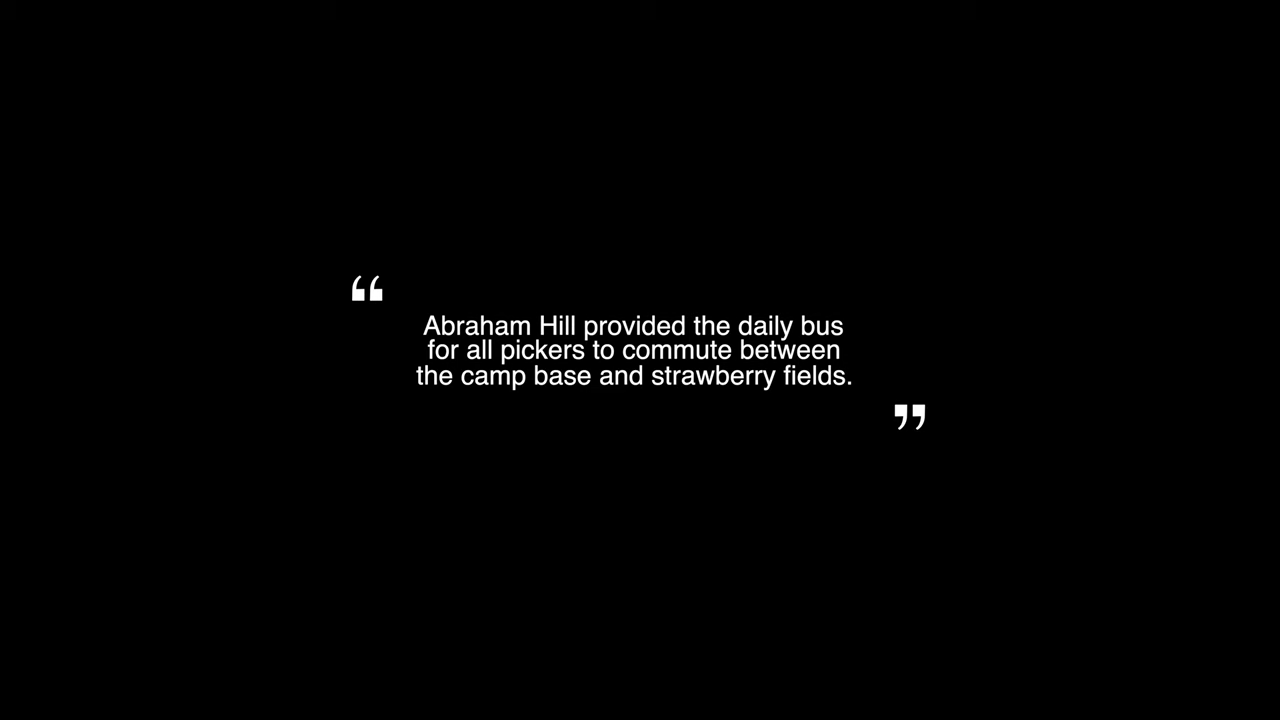 “
Abraham Hill provided the daily bus
for all pickers to commute between
the camp base and strawberry fields.
”